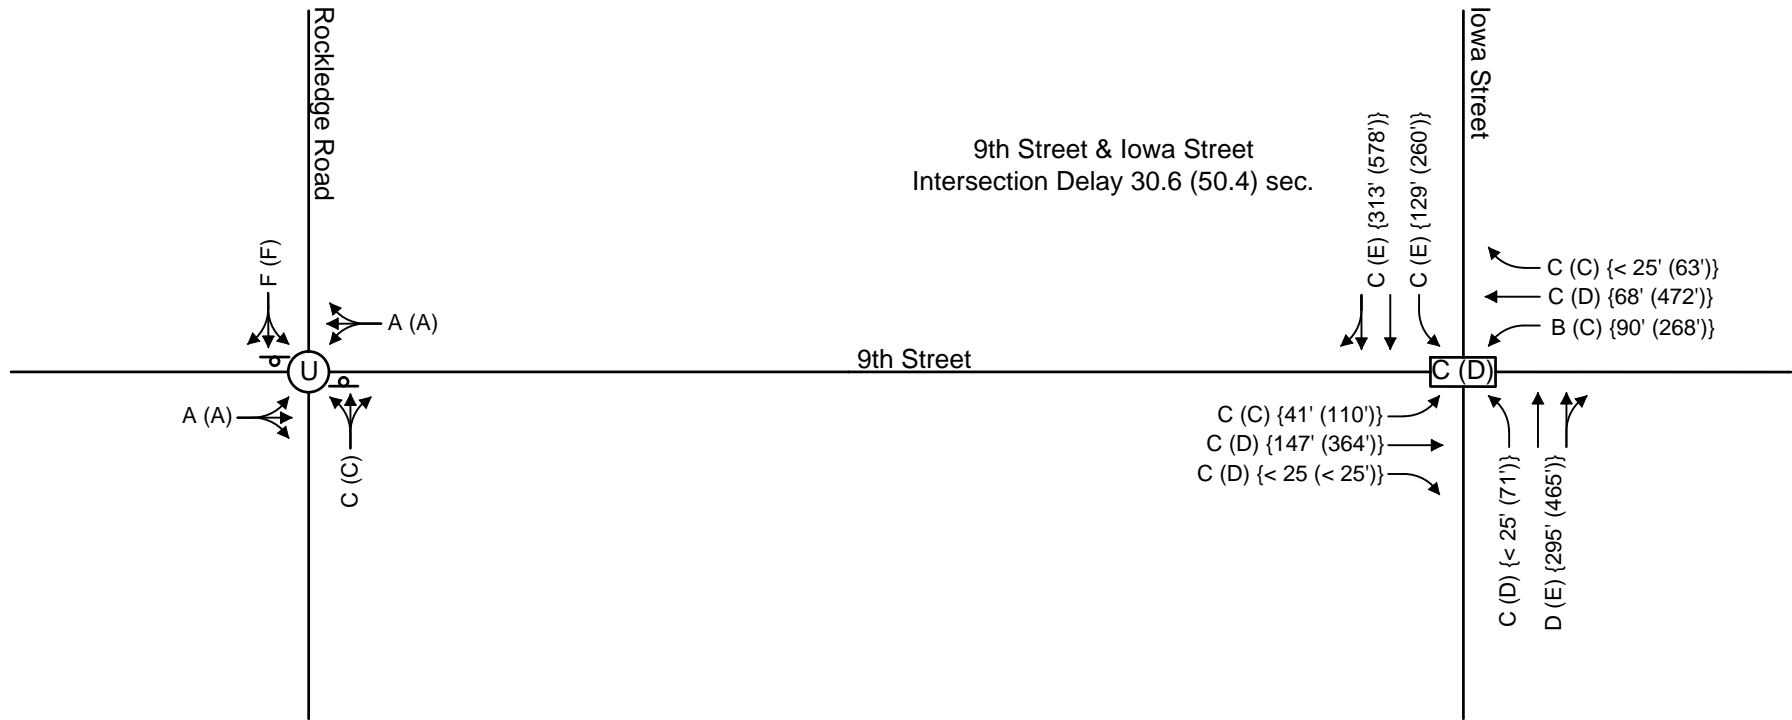 Rockledge Road
F (F)
A (A)
U
A (A)
C (C)
9th Street
9th Street & Iowa Street
Intersection Delay 30.6 (50.4) sec.
Iowa Street
C (E) {313' (578')}
C (E) {129' (260')}
C (C) {< 25' (63')}
C (D) {68' (472')}
B (C) {90' (268')}
C (D)
C (C) {41' (110')}
C (D) {147' (364')}
C (D) {< 25 (< 25')}
C (D) {< 25' (71')}
D (E) {295' (465')}